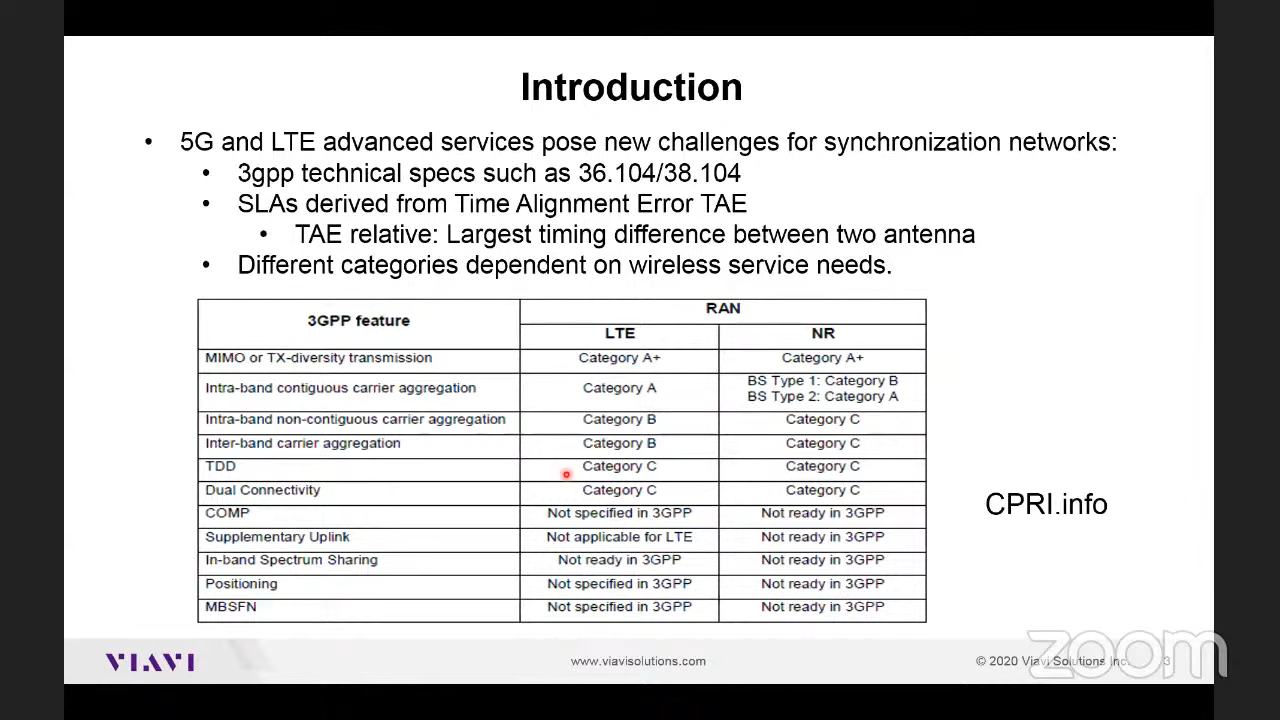 Introduction
• 5G and LTE advanced services pose new challenges for synchronization networks:
• 3gpp technical specs such as 36.104/38.104
• SLAs derived from Time Alignment Error TAE
• TAE relative: Largest timing difference between two antenna
• Different categories dependent on wireless service needs.
3GPP feature RAN
LTE NR
MIMO or TX-diversity transmission Category A+ Category A+
Intra-band contiguous carrier aggregation Category A BS Type 1: Category B
BS Type 2: Category A
Intra-band non-contiguous carrier aggregation Category B Category C
Inter-band carrier aggregation Category B Category C
TDD Category C Category C
Dual Connectivity Category C Category C
COMP Not specified in 3GPP Not ready in 3GPP
Supplementary Uplink Not applicable for LTE Not ready in 3GPP
In-band Spectrum Sharing Not ready in 3GPP Not ready in 3GPP
Positioning Not specified in 3GPP Not ready in 3GPP
MBSFN Not specified in 3GPP Not ready in 3GPP
CPRI.info
VIAVI www.viavisolutions.com © 2020 Viavi Solutions Inc. 3
zoom